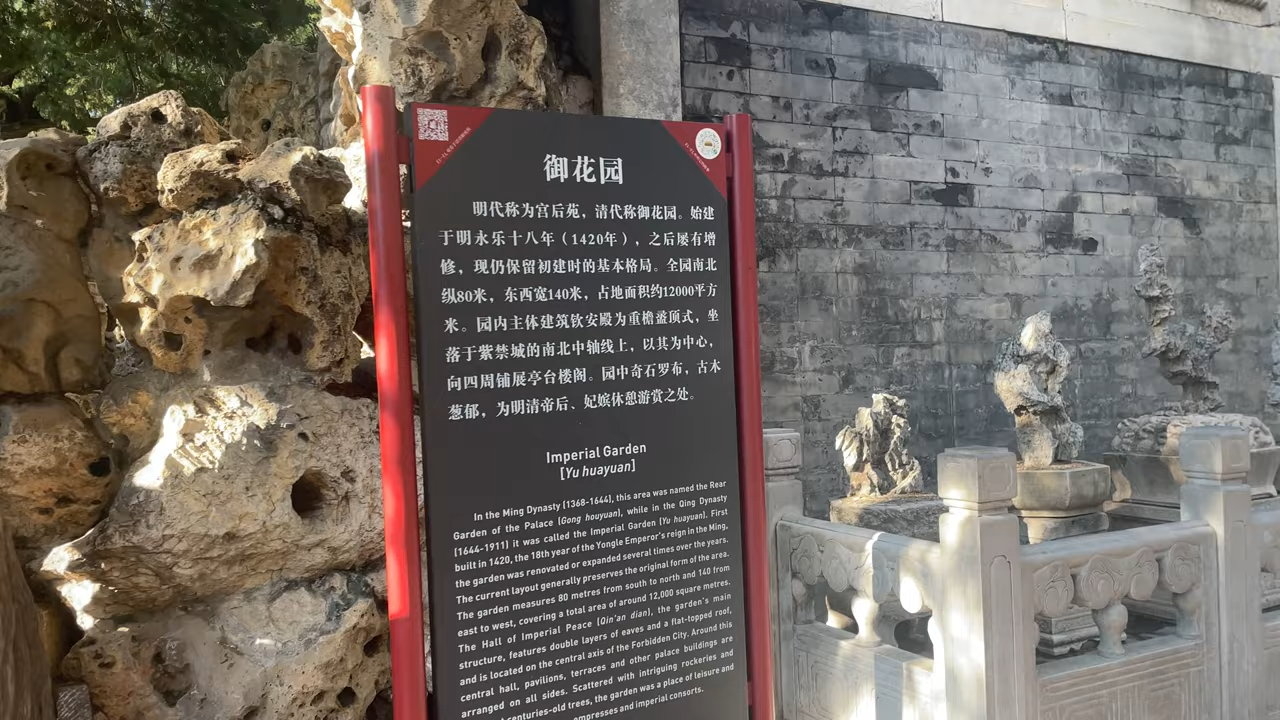 御花园
明代称为宫后苑，清代称御花园。始建
于明永乐十八年（1420年），之后屡有增
修，现仍保留初建时的基本格局。全园南北
纵80米，东西宽140米，占地面积约12000平方
米。园内主体建筑钦安殿为重檐盝顶式，坐
落于紫禁城的南北中轴线上，以其为中心，
向四周铺展亭台楼阁。园中奇石罗布，古木
葱郁，为明清帝后、妃嫔休憩游赏之处。
Imperial Garden
[Yu huayuan]
In the Ming Dynasty (1368-1644), this area was named the Rear
Garden of the Palace (Gong houyuan), while in the Qing Dynasty
(1644-1911) it was called the Imperial Garden (Yu huayuan). First
built in 1420, the 18th year of the Yongle Emperor's reign in the Ming,
the garden was renovated or expanded several times over the years.
The current layout generally preserves the original form of the area.
The garden measures 80 metres from south to north and 140 from
east to west, covering a total area of around 12,000 square metres.
The Hall of Imperial Peace (Qin'an dian), the garden's main
structure, features double layers of eaves and a flat-topped roof,
and is located on the central axis of the Forbidden City. Around this
central hall, pavilions, terraces and other palace buildings are
arranged on all sides. Scattered with intriguing rockeries and
centuries-old trees, the garden was a place of leisure and
empresses and imperial consorts.